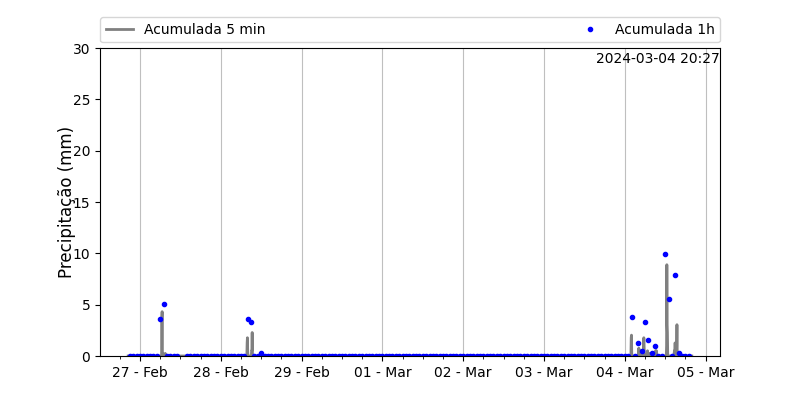 Acumulada 5 min
Acumulada 1h
2024-03-04 20:27
Precipitação (mm)
30
25
20
15
10
5
0
27 - Feb 28 - Feb 29 - Feb 01 - Mar 02 - Mar 03 - Mar 04 - Mar 05 - Mar